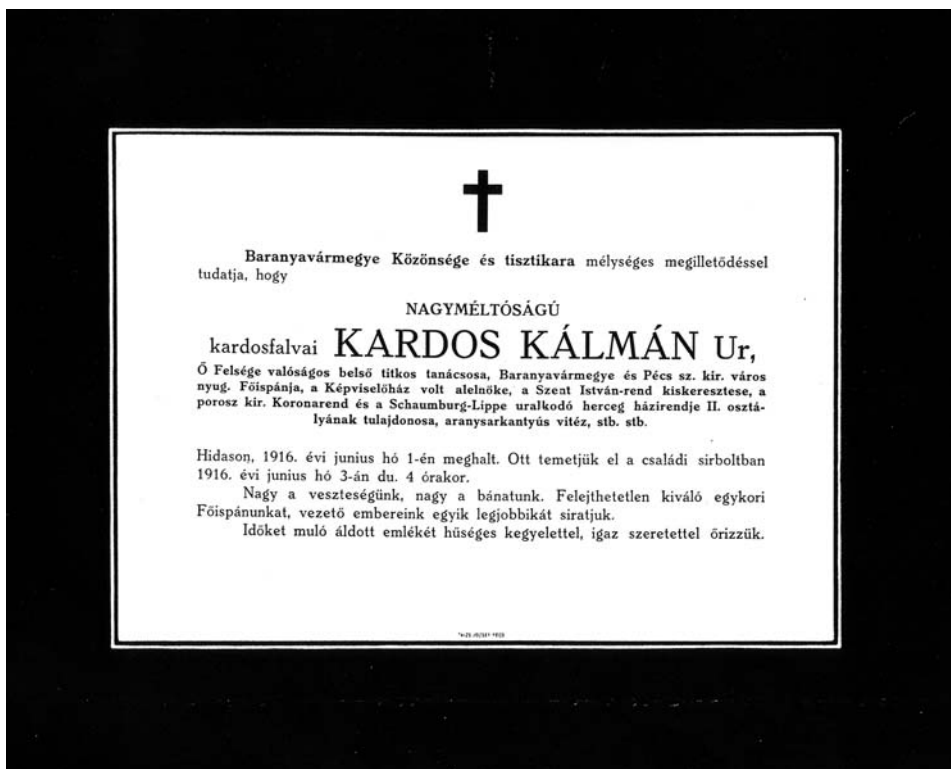 Baranyavármegye Közönsége és tisztikara mélységes megilletődéssel
tudatja, hogy
NAGYMÉLTÓSÁGÚ
kardosfalvai KARDOS KÁLMÁN Ur,
Ő Felsége valóságos belső titkos tanácsosa, Baranyavármegye és Pécs sz. kir. város
nyug. Főispánja, a Képviselőház volt alelnöke, a Szent István-rend kiskeresztese, a
porosz kir. Koronarend és a Schaumburg-Lippe uralkodó herceg házirendje II. osztá-
lyának tulajdonosa, aranysarkantyús vitéz, stb. stb.
Hidason, 1916. évi junius hó 1-én meghalt. Ott temetjük el a családi sirboltban
1916. évi junius hó 3-án du. 4 órakor.
Nagy a veszteségünk, nagy a bánatunk. Felejthetetlen kiváló egykori
Főispánunkat, vezető embereink egyik legjobbikát siratjuk.
Időket muló áldott emlékét hűséges kegyelettel, igaz szeretettel őrizzük.